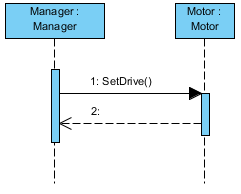 Manager :
Manager
Motor :
Motor
1: SetDrive()
2: